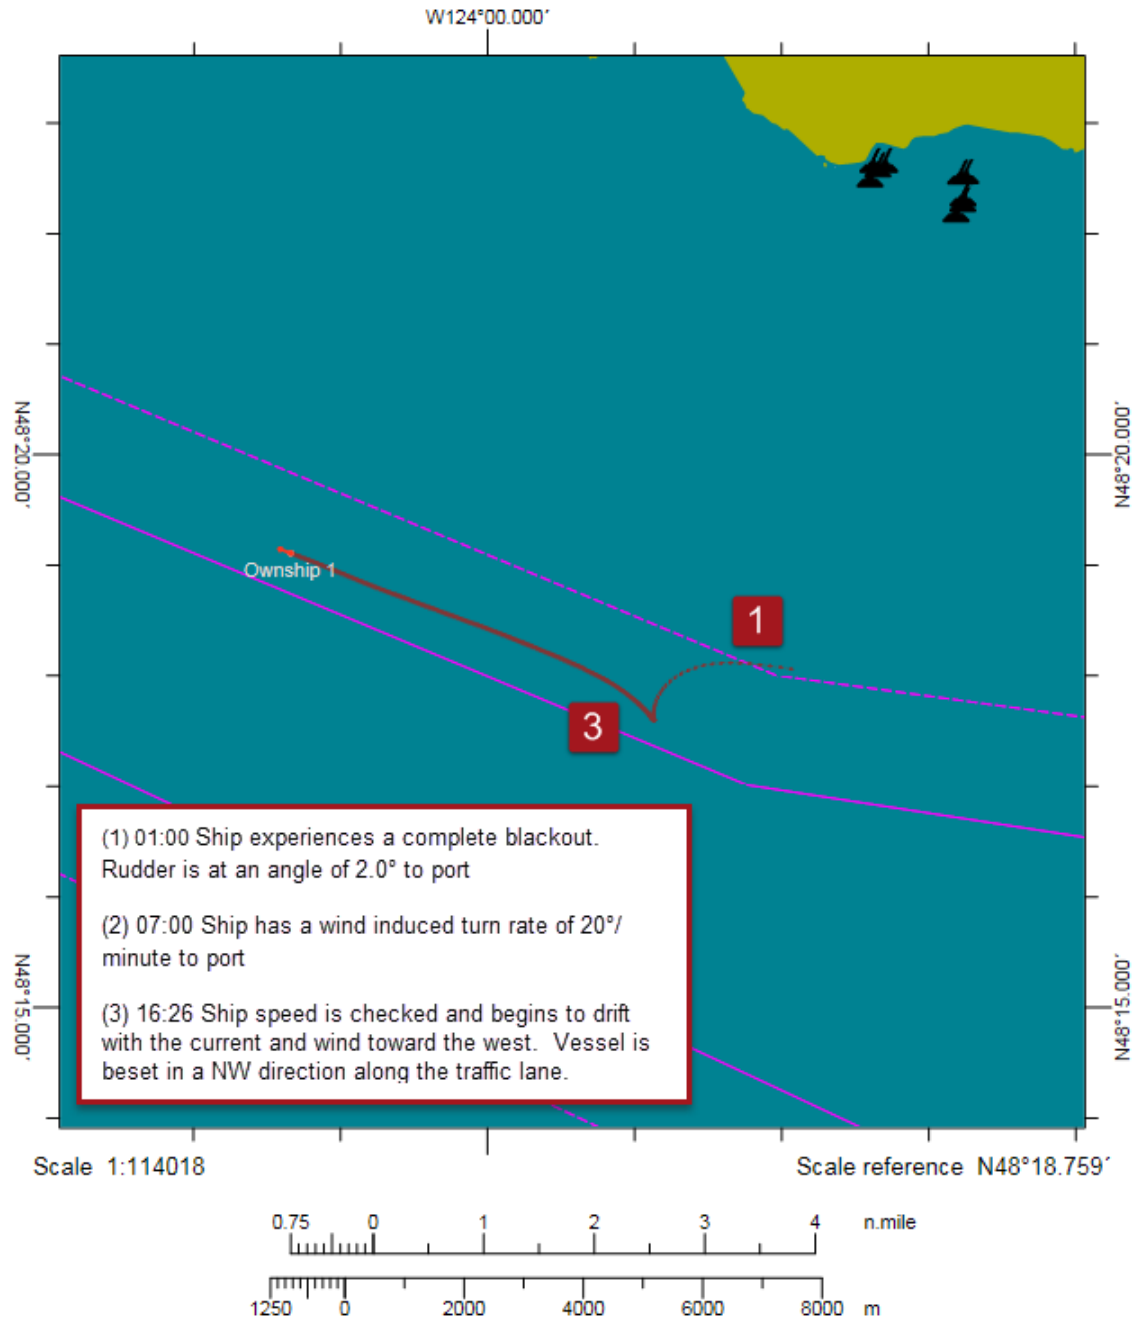 W124°00.000´
N48°20.000´
N48°20.000´
Ownship 1
1
3
(1) 01:00 Ship experiences a complete blackout.
Rudder is at an angle of 2.0° to port
(2) 07:00 Ship has a wind induced turn rate of 20°/
minute to port
(3) 16:26 Ship speed is checked and begins to drift
with the current and wind toward the west.  Vessel is
beset in a NW direction along the traffic lane.
N48°15.000´
N48°15.000´
Scale 1:114018
Scale reference N48°18.759´
0.75 0 1 2 3 4 n.mile
1250 0 2000 4000 6000 8000 m